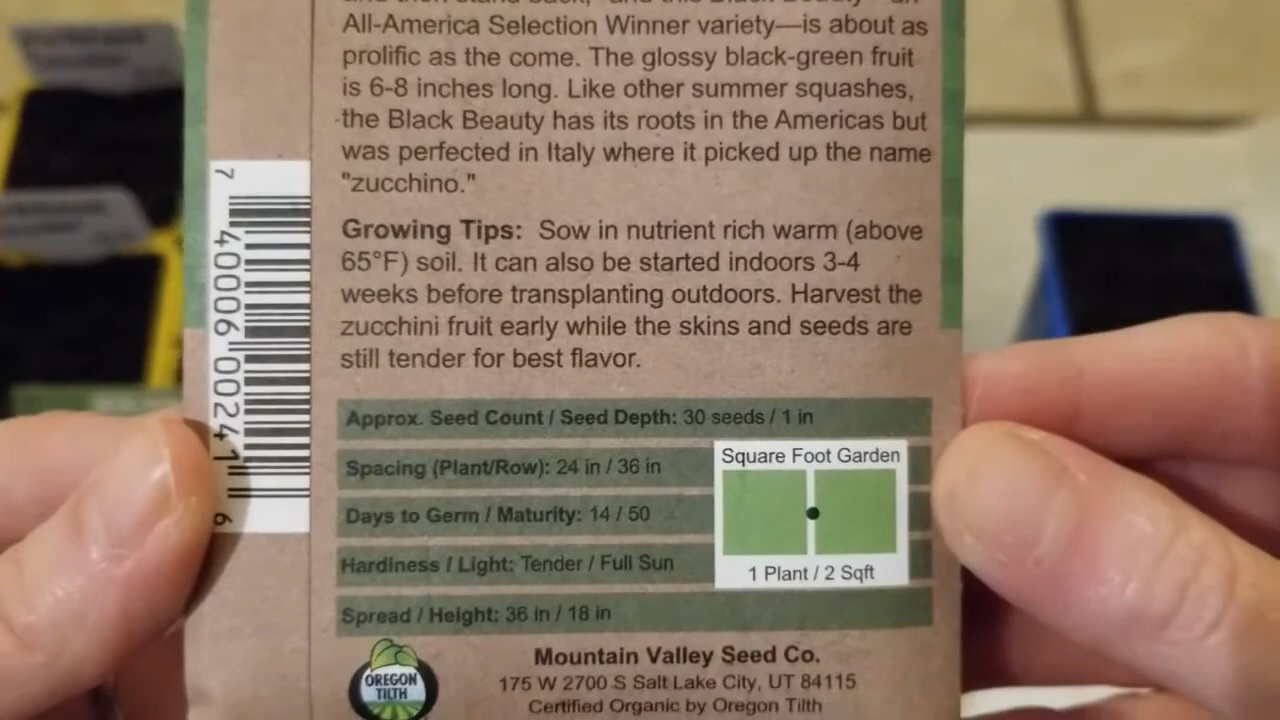 All-America Selection Winner variety—is about as
prolific as the come. The glossy black-green fruit
is 6-8 inches long. Like other summer squashes,
the Black Beauty has its roots in the Americas but
was perfected in Italy where it picked up the name
"zucchino."
Growing Tips: Sow in nutrient rich warm (above
65°F) soil. It can also be started indoors 3-4
weeks before transplanting outdoors. Harvest the
zucchini fruit early while the skins and seeds are
still tender for best flavor.
Approx. Seed Count / Seed Depth: 30 seeds / 1 in
Spacing (Plant/Row): 24 in / 36 in
Days to Germ / Maturity: 14 / 50
Hardiness / Light: Tender / Full Sun
Spread / Height: 36 in / 18 in
Square Foot Garden
1 Plant / 2 Sqft
OREGON
TILTH
Mountain Valley Seed Co.
175 W 2700 S Salt Lake City, UT 84115
Certified Organic by Oregon Tilth
7 40006 00241 6